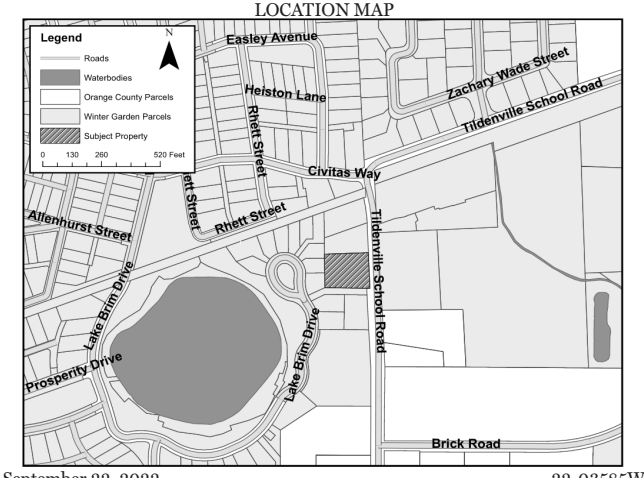 LOCATION MAP
Legend
N
Roads
Waterbodies
Orange County Parcels
Winter Garden Parcels
Subject Property
0 130 260 520 Feet
Easley Avenue
Heiston Lane
Rhett Street
Zachary Wade Street
Tildenville School Road
Civitas Way
ett Street
Rhett Street
Allenhurst Street
Tildenville School Road
Lake Brim Drive
Lake Brim Drive
Prosperity Drive
Brick Road